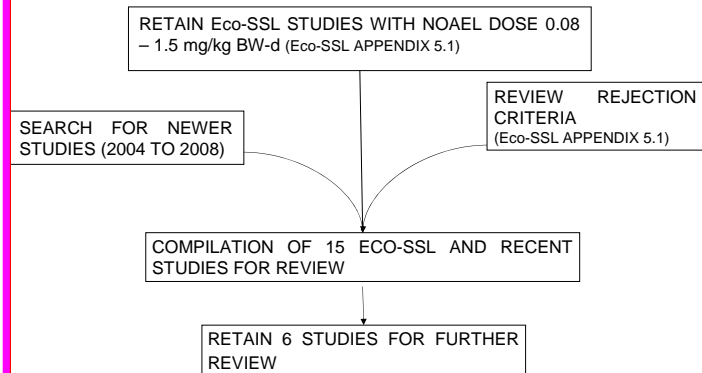 RETAIN Eco-SSL STUDIES WITH NOAEL DOSE 0.08
– 1.5 mg/kg BW-d (Eco-SSL APPENDIX 5.1)
SEARCH FOR NEWER
STUDIES (2004 TO 2008)
REVIEW REJECTION
CRITERIA
(Eco-SSL APPENDIX 5.1)
COMPILATION OF 15 ECO-SSL AND RECENT
STUDIES FOR REVIEW
RETAIN 6 STUDIES FOR FURTHER
REVIEW